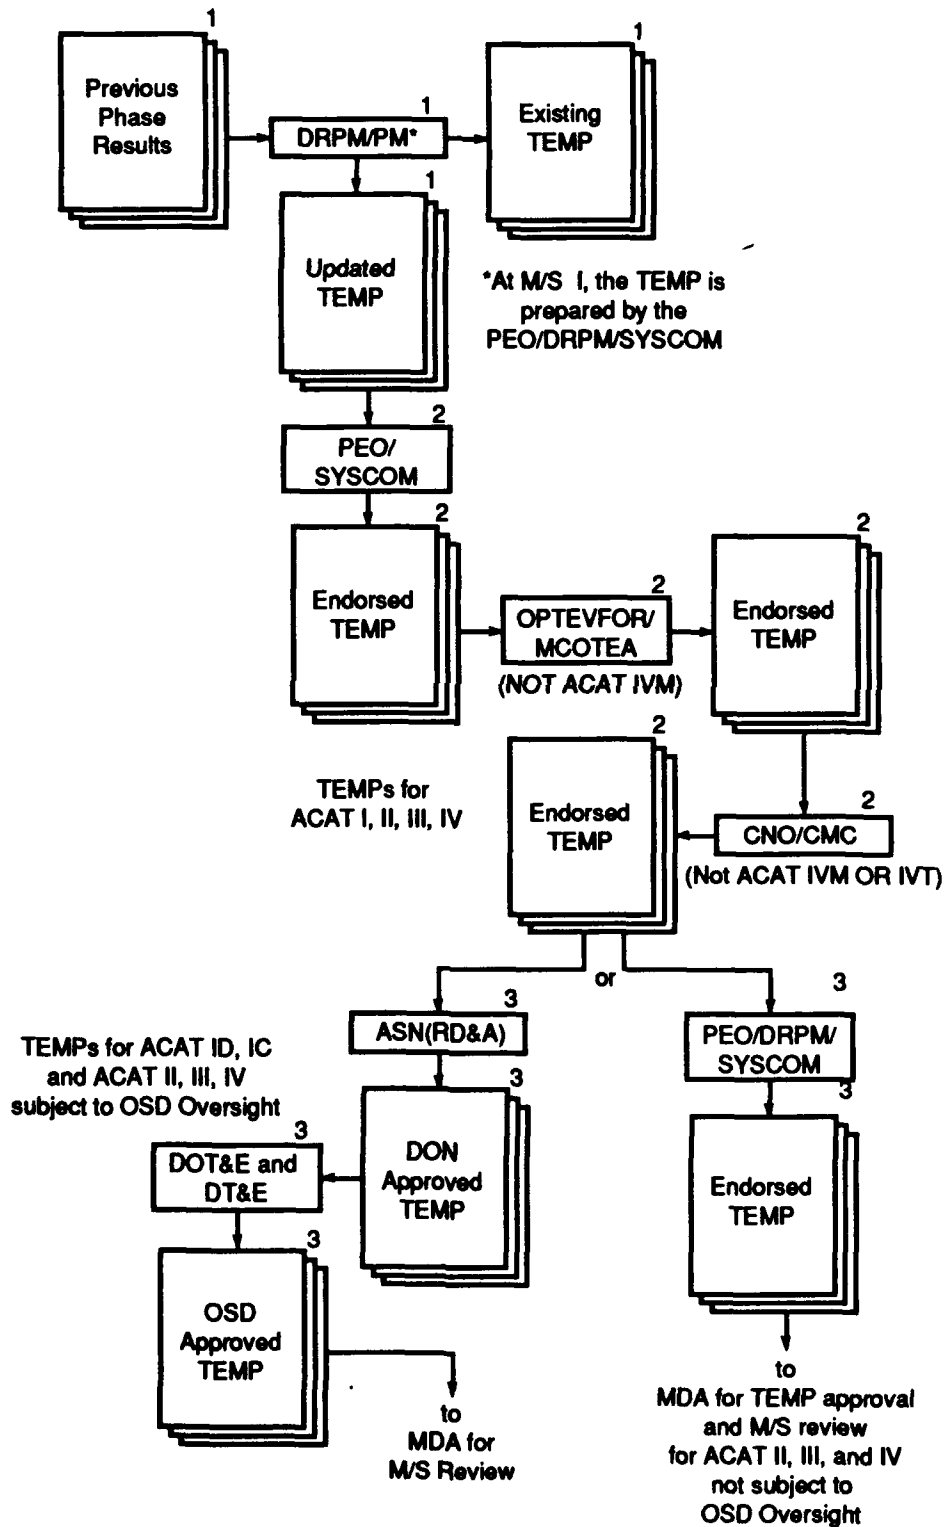 1
Previous
Phase
Results
1
DRPM/PM*
1
Existing
TEMP
1
Updated
TEMP
*At M/S I, the TEMP is
prepared by the
PEO/DRPM/SYSCOM
2
PEO/
SYSCOM
2
Endorsed
TEMP
2
OPTEVFOR/
MCOTEA
(NOT ACAT IVM)
2
Endorsed
TEMP
2
CNO/CMC
(Not ACAT IVM OR IVT)
2
Endorsed
TEMP
TEMPs for
ACAT I, II, III, IV
or
3
ASN(RD&A)
3
PEO/DRPM/
SYSCOM
TEMPs for ACAT ID, IC
and ACAT II, III, IV
subject to OSD Oversight
3
DON
Approved
TEMP
3
Endorsed
TEMP
3
DOT&E and
DT&E
3
OSD
Approved
TEMP
to
MDA for
M/S Review
to
MDA for TEMP approval
and M/S review
for ACAT II, III, and IV
not subject to
OSD Oversight